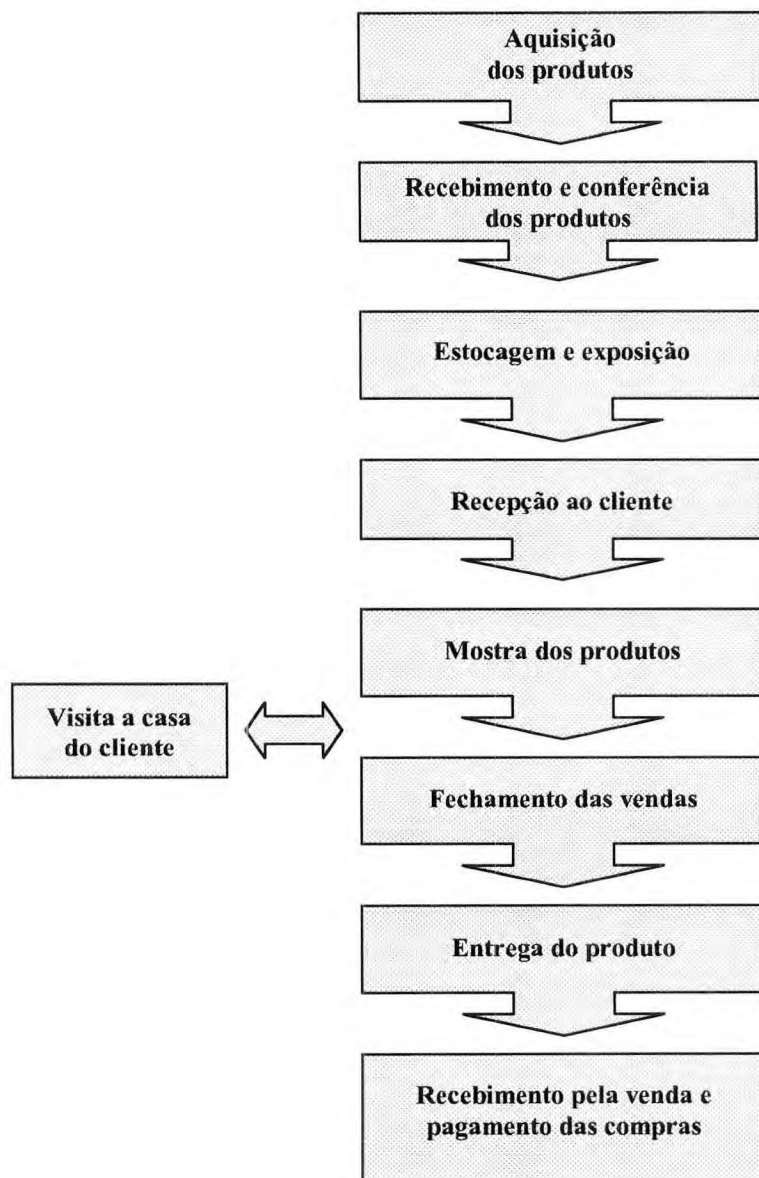 Aquisição
dos produtos
Recebimento e conferência
dos produtos
Estocagem e exposição
Recepção ao cliente
Mostra dos produtos
Visita a casa
do cliente
Fechamento das vendas
Entrega do produto
Recebimento pela venda e
pagamento das compras